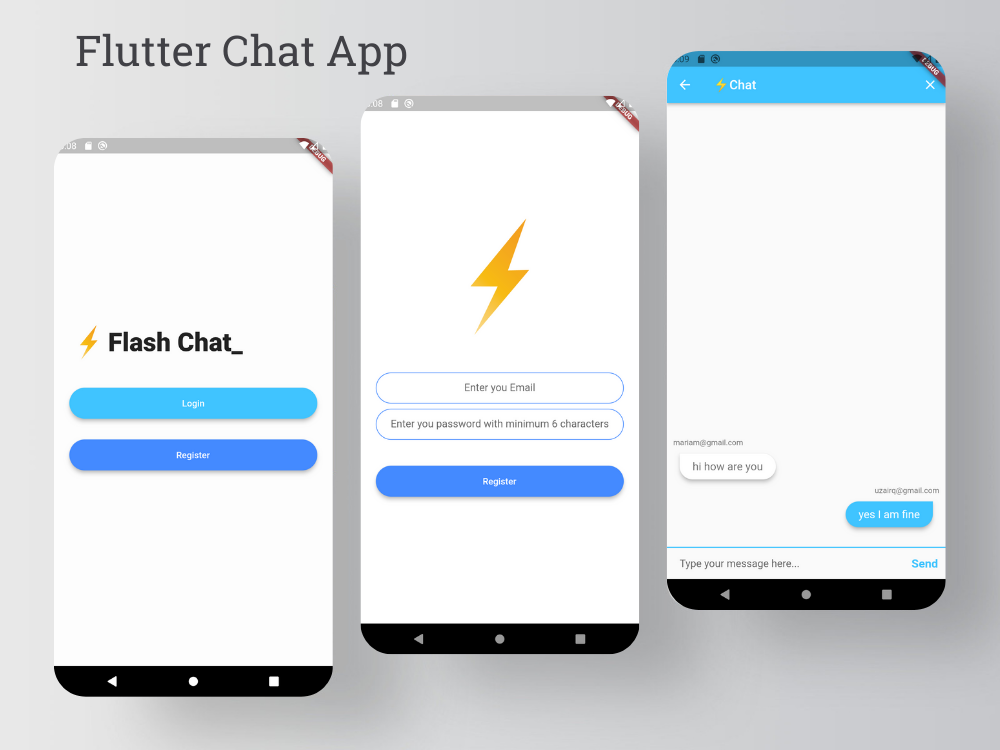 Flutter Chat App
:08
DEBUG
Flash Chat_
Login
Register
:08
DEBUG
Enter you Email
Enter you password with minimum 6 characters
Register
:09
DEBUG
Chat
mariam@gmail.com
hi how are you
uzairq@gmail.com
yes I am fine
Type your message here...
Send